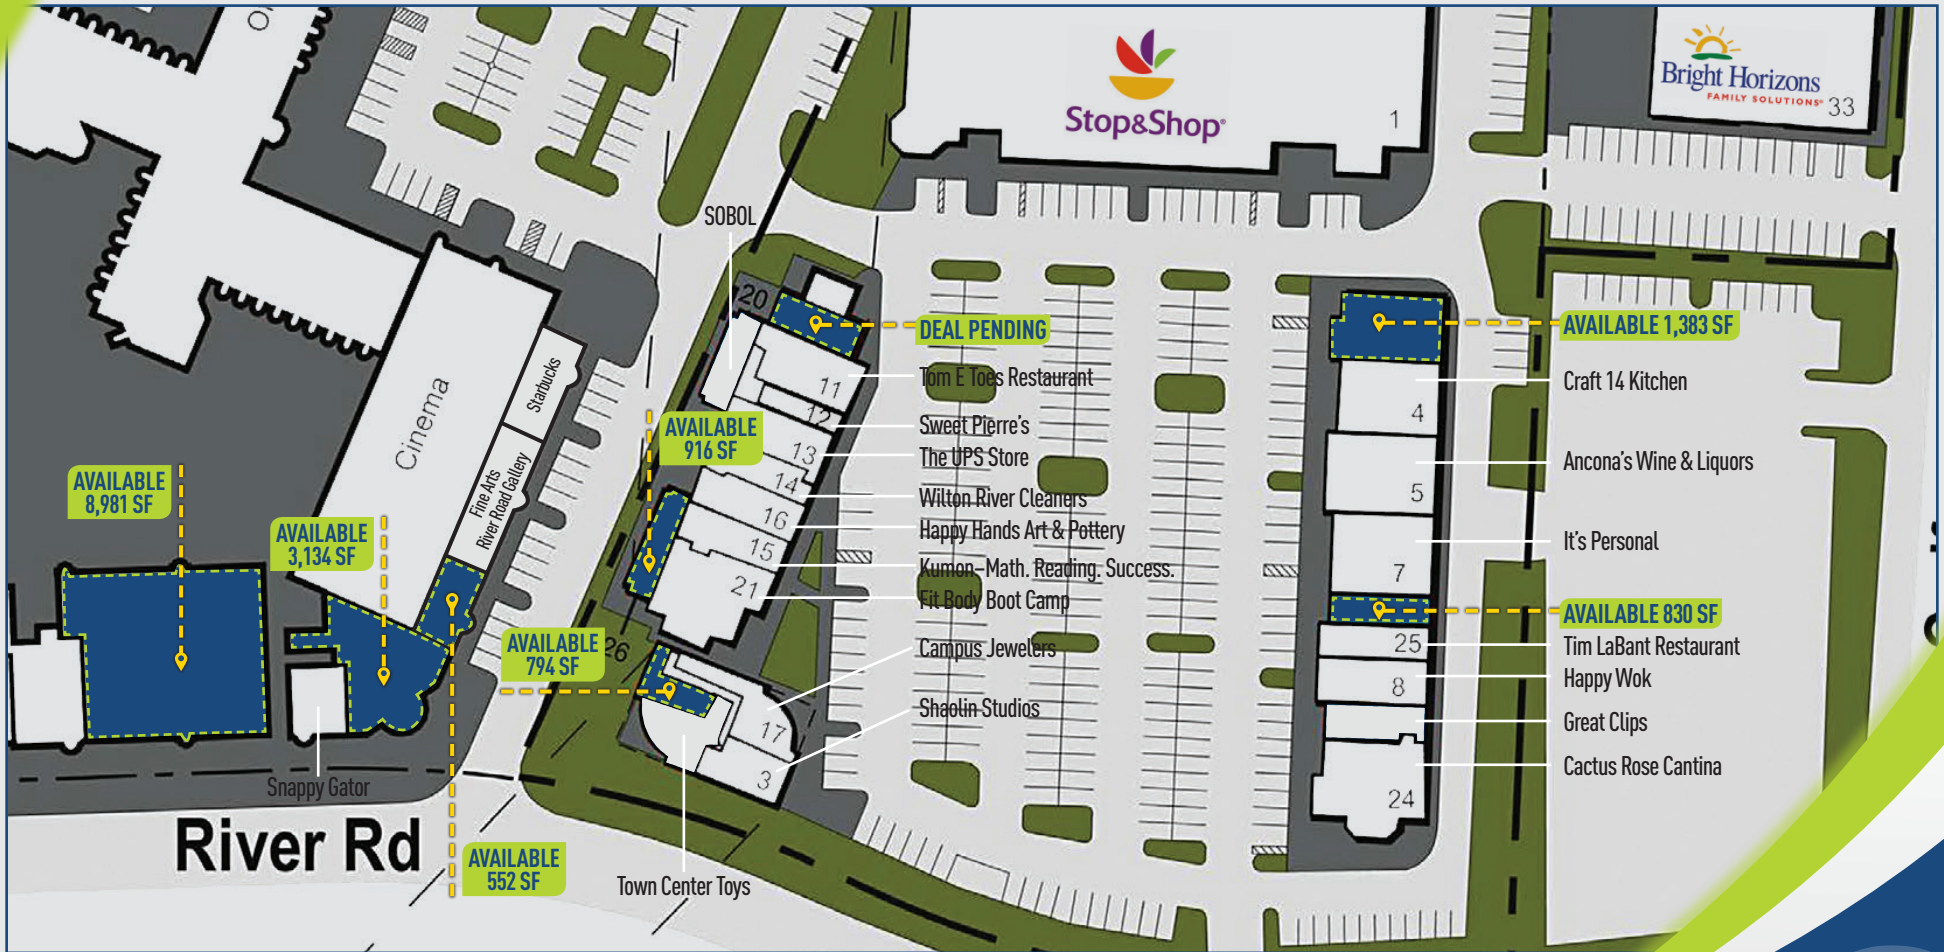 Stop&Shop®
1
Bright Horizons
FAMILY SOLUTIONS®
33
SOBOL
20
DEAL PENDING
AVAILABLE 1,383 SF
Starbucks
Cinema
11
Tom E Toes Restaurant
Craft 14 Kitchen
4
12
Sweet Pierre's
AVAILABLE
916 SF
13
The UPS Store
Ancona's Wine & Liquors
5
Fine Arts
River Road Gallery
AVAILABLE
8,981 SF
14
Wilton River Cleaners
16
Happy Hands Art & Pottery
AVAILABLE
3,134 SF
It's Personal
7
15
Kumon–Math. Reading. Success.
21
Fit Body Boot Camp
AVAILABLE 830 SF
AVAILABLE
794 SF
26
Campus Jewelers
25
Tim LaBant Restaurant
8
Happy Wok
Shaolin Studios
17
Great Clips
3
Cactus Rose Cantina
24
Snappy Gator
River Rd
AVAILABLE
552 SF
Town Center Toys